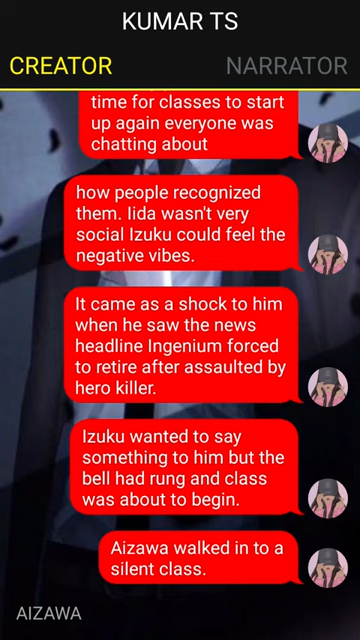 KUMAR TS
CREATOR
NARRATOR
time for classes to start
up again everyone was
chatting about
how people recognized
them. Iida wasn't very
social Izuku could feel the
negative vibes.
It came as a shock to him
when he saw the news
headline Ingenium forced
to retire after assaulted by
hero killer.
Izuku wanted to say
something to him but the
bell had rung and class
was about to begin.
Aizawa walked in to a
silent class.
AIZAWA